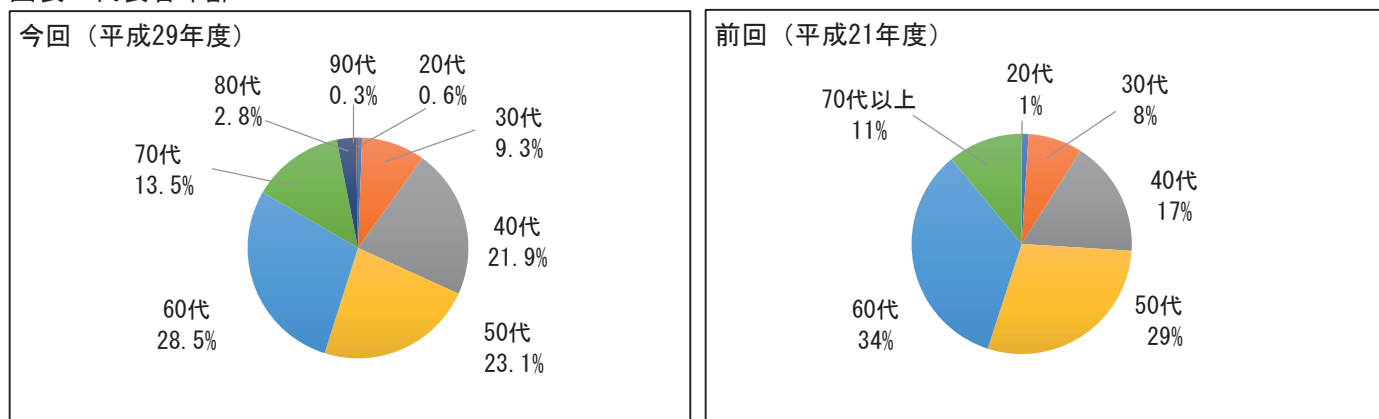 今回（平成29年度）
90代
0.3%
20代
0.6%
80代
2.8%
30代
9.3%
70代
13.5%
40代
21.9%
60代
28.5%
50代
23.1%
前回（平成21年度）
20代
1%
30代
8%
70代以上
11%
40代
17%
60代
34%
50代
29%